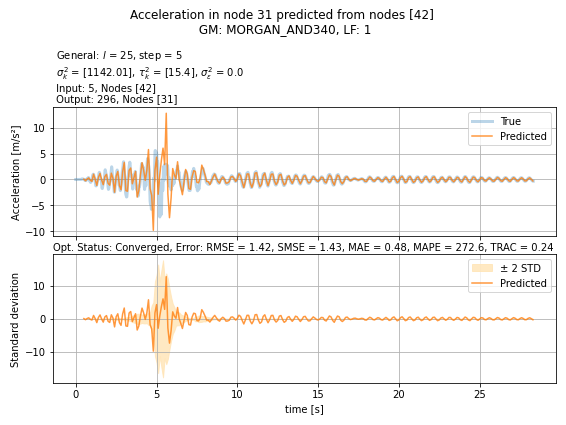 Acceleration in node 31 predicted from nodes [42]
GM: MORGAN_AND340, LF: 1
General: l = 25, step = 5
σ²ₖ = [1142.01], τ²ₖ = [15.4], σ²ε = 0.0
Input: 5, Nodes [42]
Output: 296, Nodes [31]
Acceleration [m/s²]
10
5
0
−5
−10
True
Predicted
Opt. Status: Converged, Error: RMSE = 1.42, SMSE = 1.43, MAE = 0.48, MAPE = 272.6, TRAC = 0.24
Standard deviation
10
0
−10
± 2 STD
Predicted
0 5 10 15 20 25
time [s]